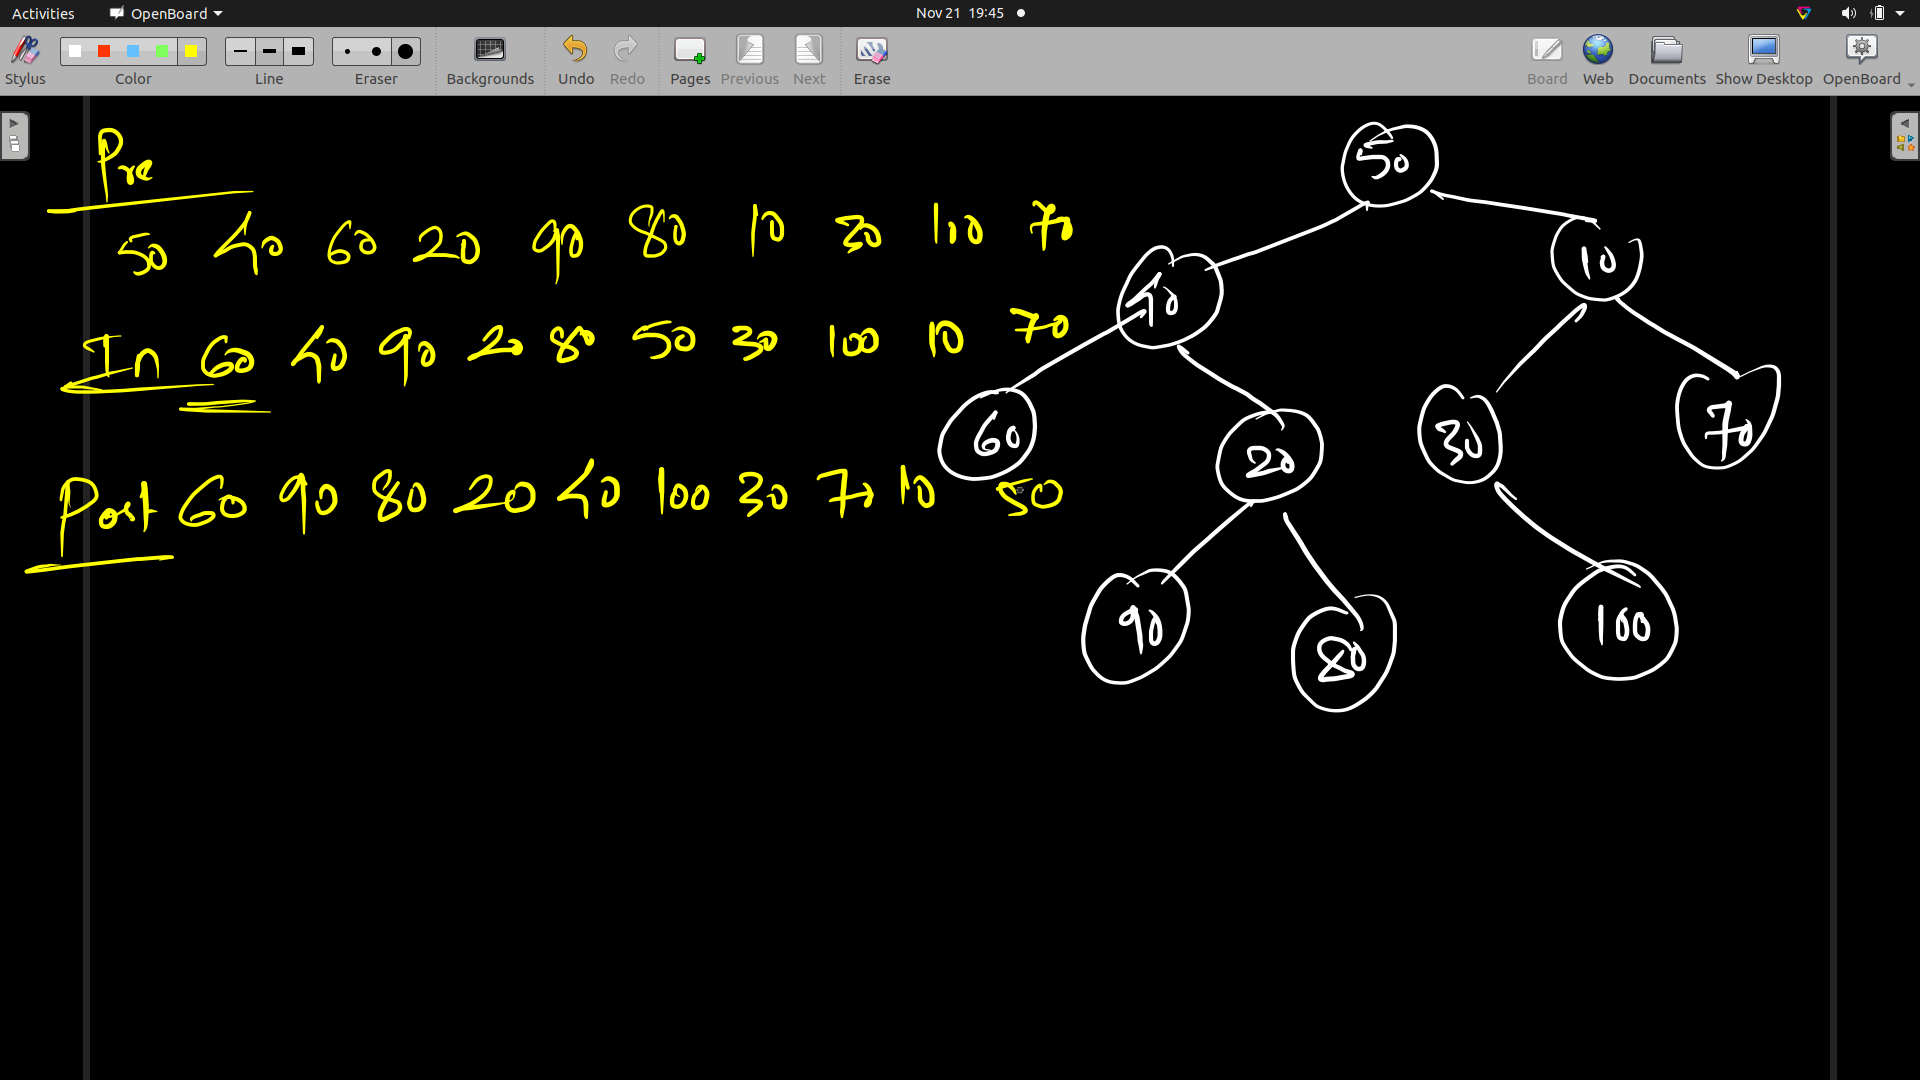 Activities OpenBoard Nov 21 19:45
Stylus Color Line Eraser Backgrounds Undo Redo Pages Previous Next Erase Board Web Documents Show Desktop OpenBoard
Pre
50 40 60 20 90 80 10 30 100 70
In 60 40 90 20 80 50 30 100 10 70
Post 60 90 80 20 40 100 30 70 10 50
50
40 10
60 20 30 70
90 80 100